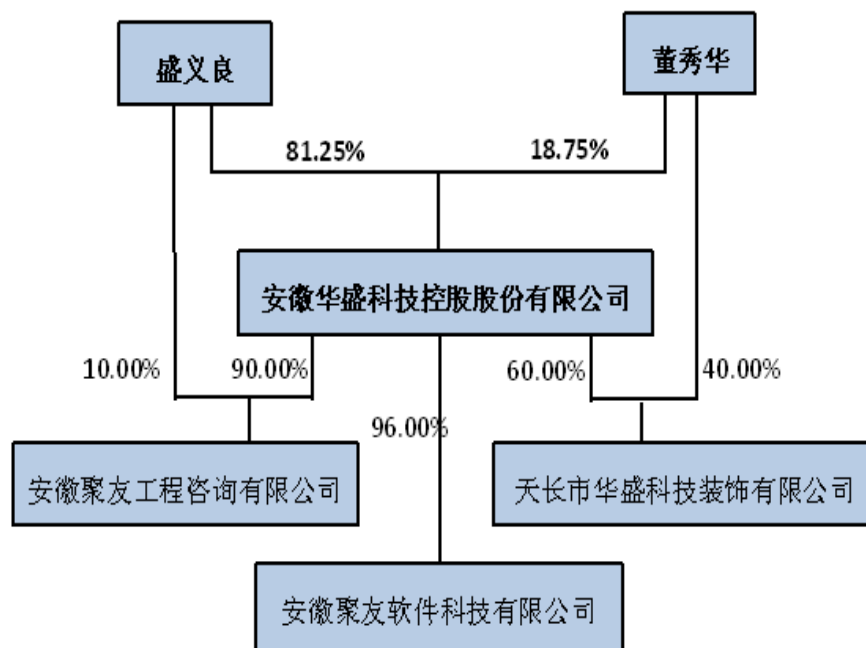 盛义良
董秀华
81.25%
18.75%
安徽华盛科技控股股份有限公司
10.00%
90.00%
60.00%
40.00%
96.00%
安徽聚友工程咨询有限公司
天长市华盛科技装饰有限公司
安徽聚友软件科技有限公司